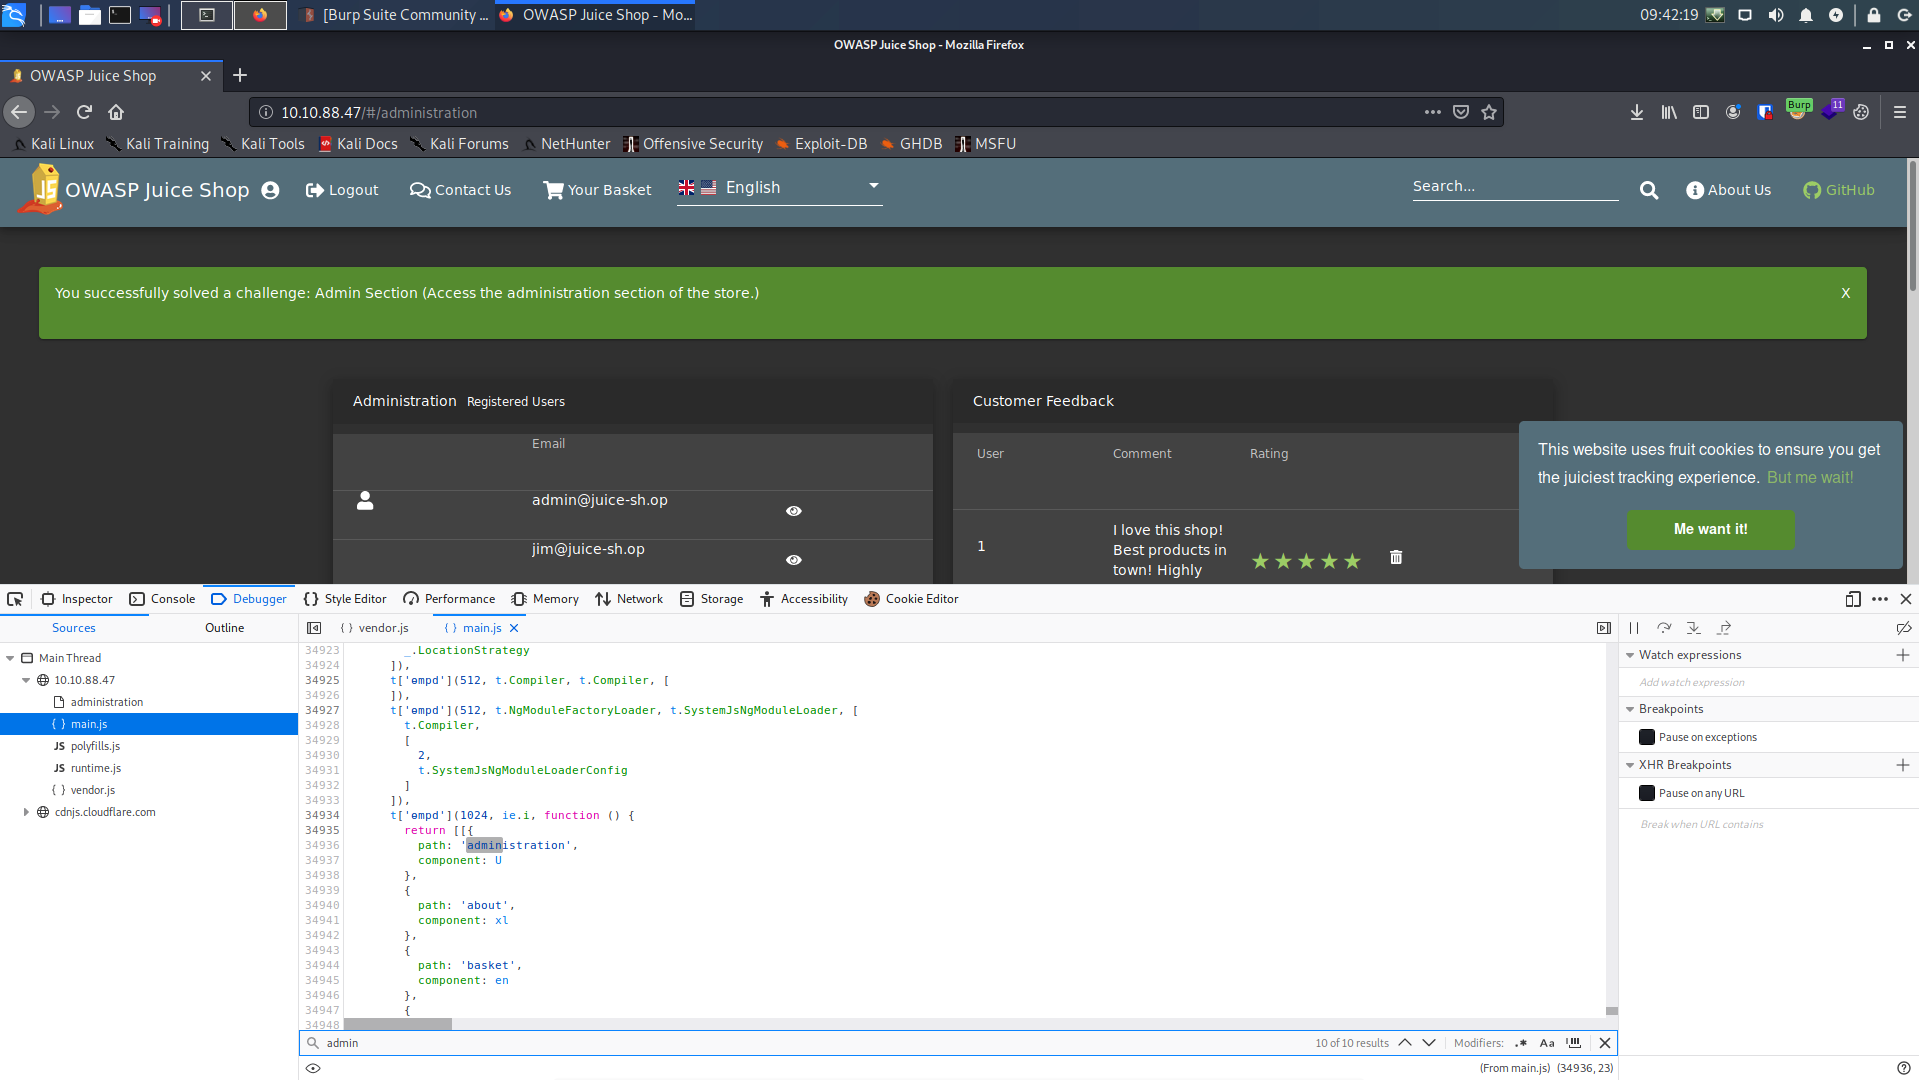 [Burp Suite Community ...
OWASP Juice Shop - Mo...
09:42:19
OWASP Juice Shop - Mozilla Firefox
OWASP Juice Shop
10.10.88.47/#/administration
Burp
11
Kali Linux
Kali Training
Kali Tools
Kali Docs
Kali Forums
NetHunter
Offensive Security
Exploit-DB
GHDB
MSFU
JS
OWASP Juice Shop
Logout
Contact Us
Your Basket
English
Search...
About Us
GitHub
You successfully solved a challenge: Admin Section (Access the administration section of the store.)
X
Administration Registered Users
Email
admin@juice-sh.op
jim@juice-sh.op
Customer Feedback
User
Comment
Rating
1
I love this shop!
Best products in
town! Highly
This website uses fruit cookies to ensure you get
the juiciest tracking experience. But me wait!
Me want it!
Inspector
Console
Debugger
{} Style Editor
Performance
Memory
Network
Storage
Accessibility
Cookie Editor
Sources
Outline
Main Thread
10.10.88.47
administration
{ } main.js
JS polyfills.js
JS runtime.js
{ } vendor.js
cdnjs.cloudflare.com
{ } vendor.js
{ } main.js
34923 _.LocationStrategy
34924 ]),
34925 t['ɵmpd'](512, t.Compiler, t.Compiler, [
34926 ]),
34927 t['ɵmpd'](512, t.NgModuleFactoryLoader, t.SystemJsNgModuleLoader, [
34928 t.Compiler,
34929 [
34930 2,
34931 t.SystemJsNgModuleLoaderConfig
34932 ]
34933 ]),
34934 t['ɵmpd'](1024, ie.i, function () {
34935 return [[{
34936 path: 'administration',
34937 component: U
34938 },
34939 {
34940 path: 'about',
34941 component: xl
34942 },
34943 {
34944 path: 'basket',
34945 component: en
34946 },
34947 {
34948
admin
10 of 10 results
Modifiers:
.*
Aa
(From main.js) (34936, 23)
Watch expressions
Add watch expression
Breakpoints
Pause on exceptions
XHR Breakpoints
Pause on any URL
Break when URL contains